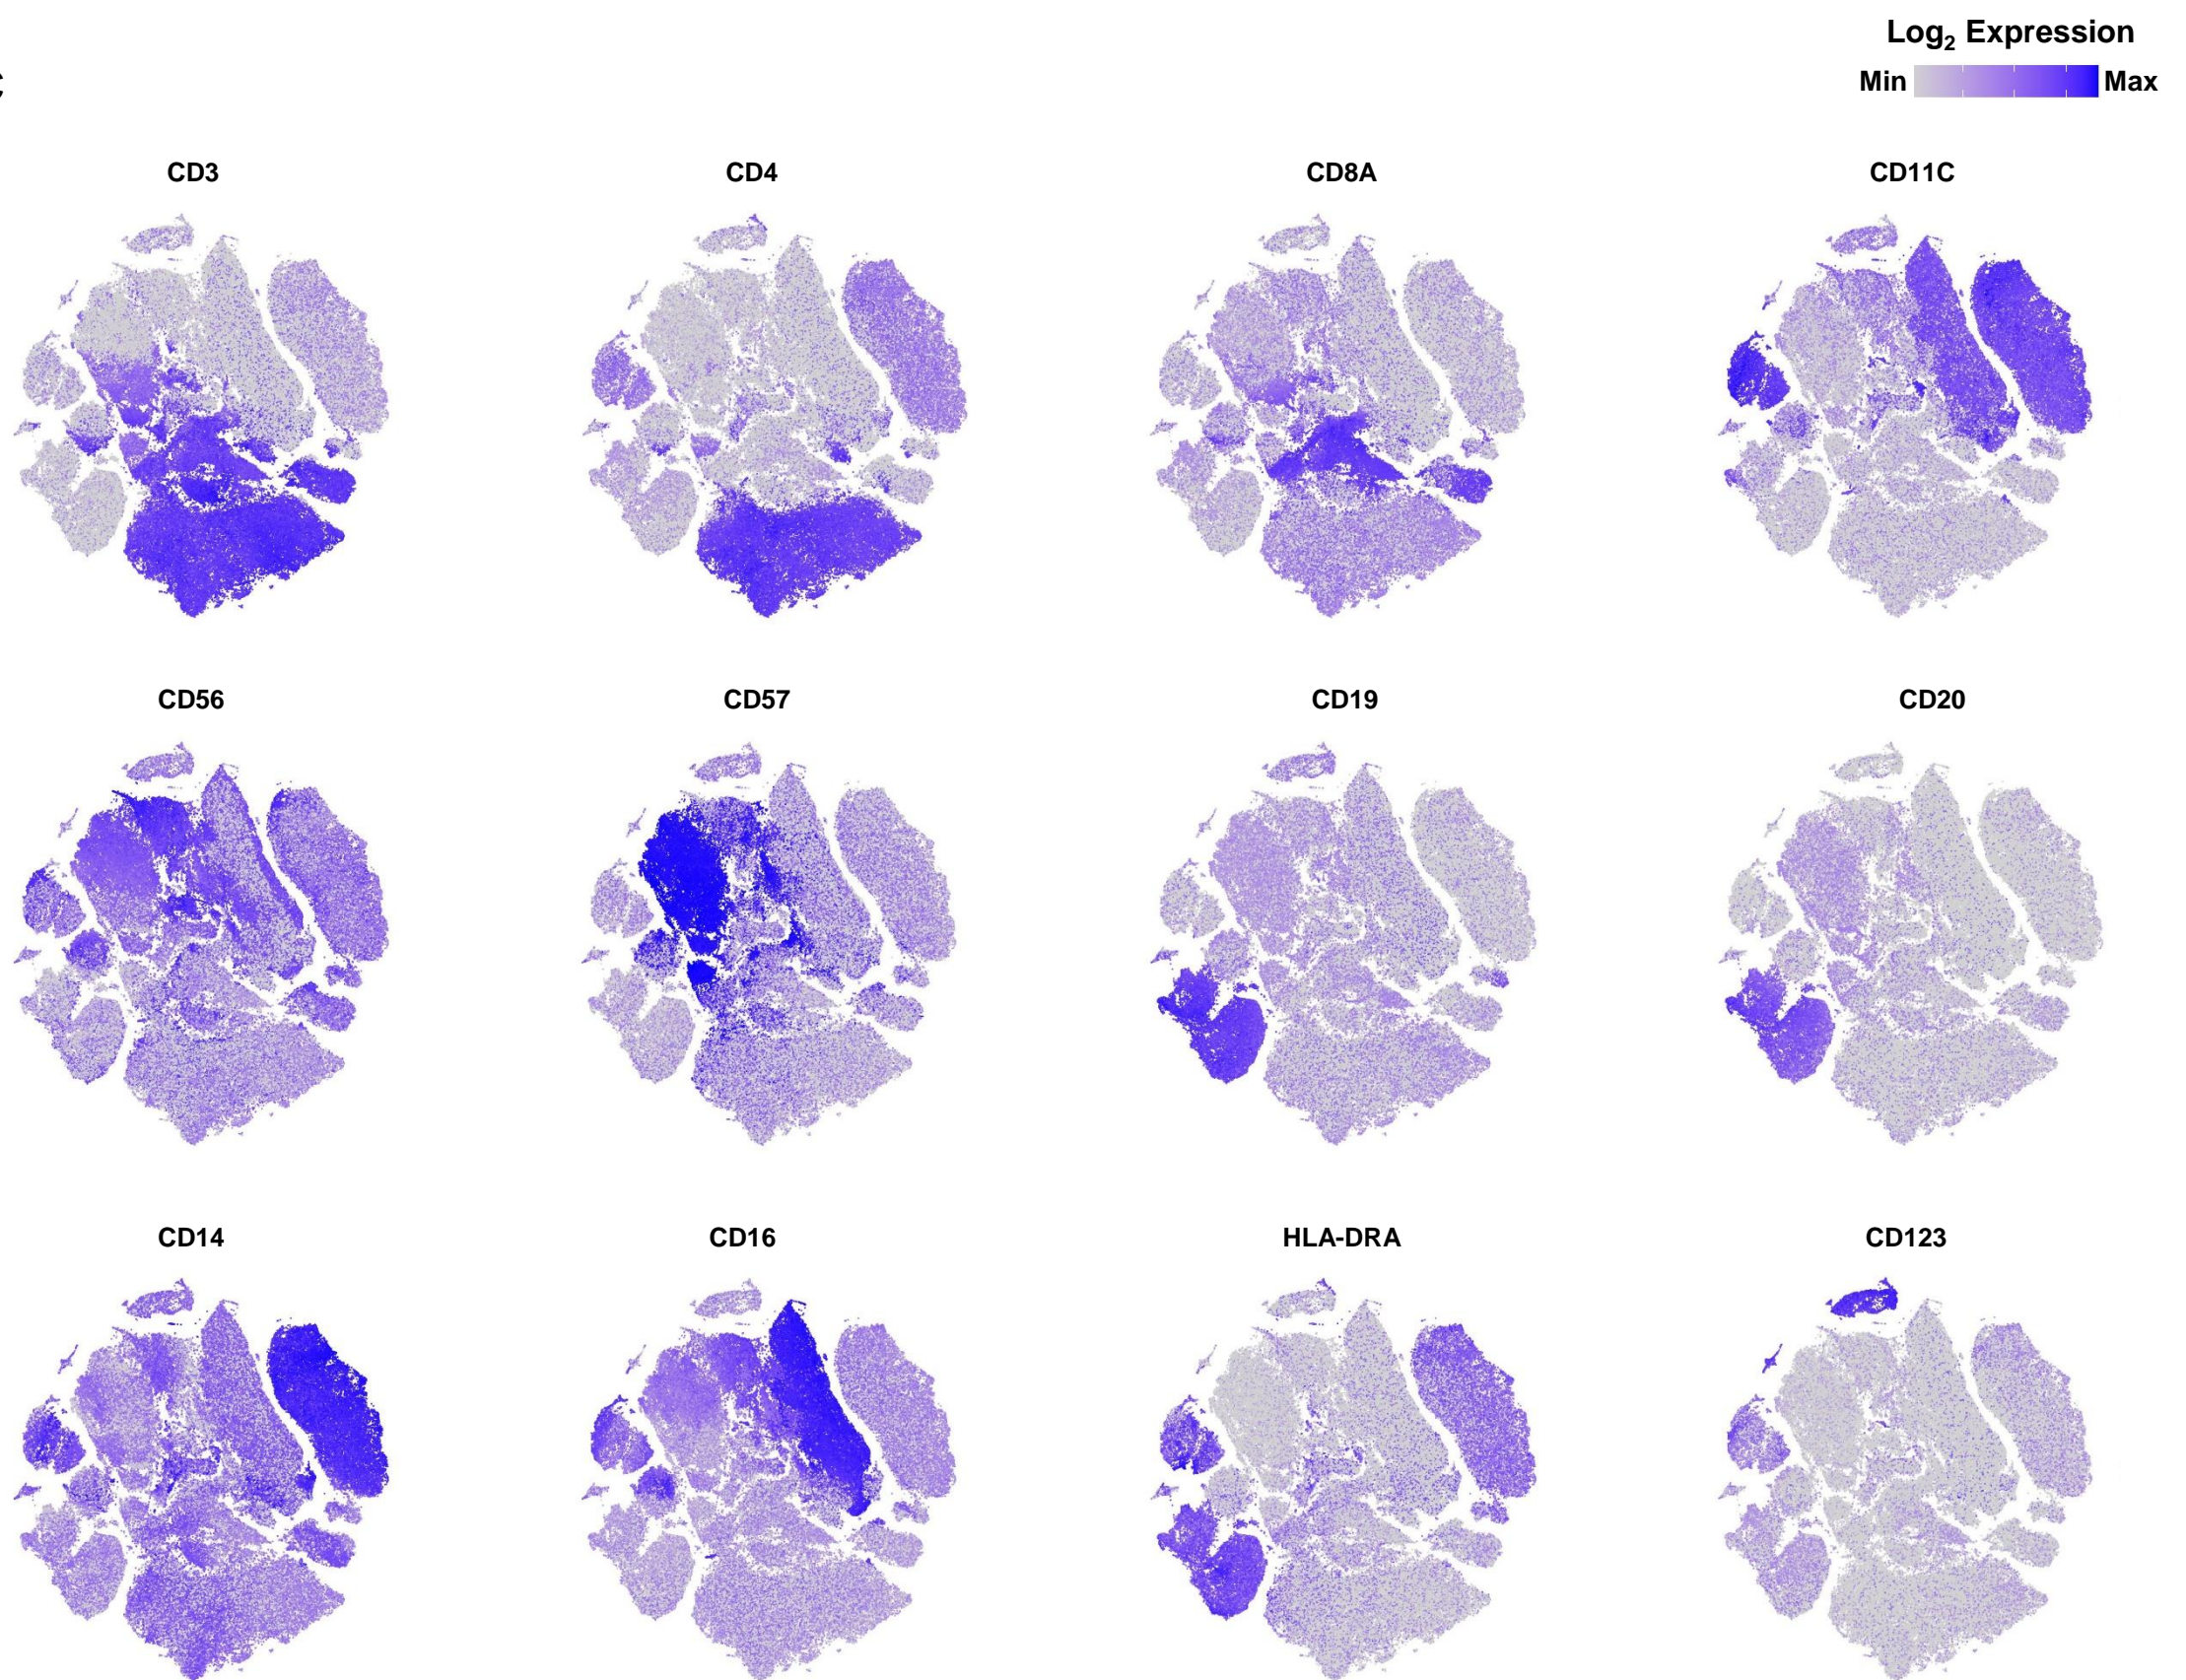 Log2 Expression
Min Max
CD3 CD4 CD8A CD11C
CD56 CD57 CD19 CD20
CD14 CD16 HLA-DRA CD123